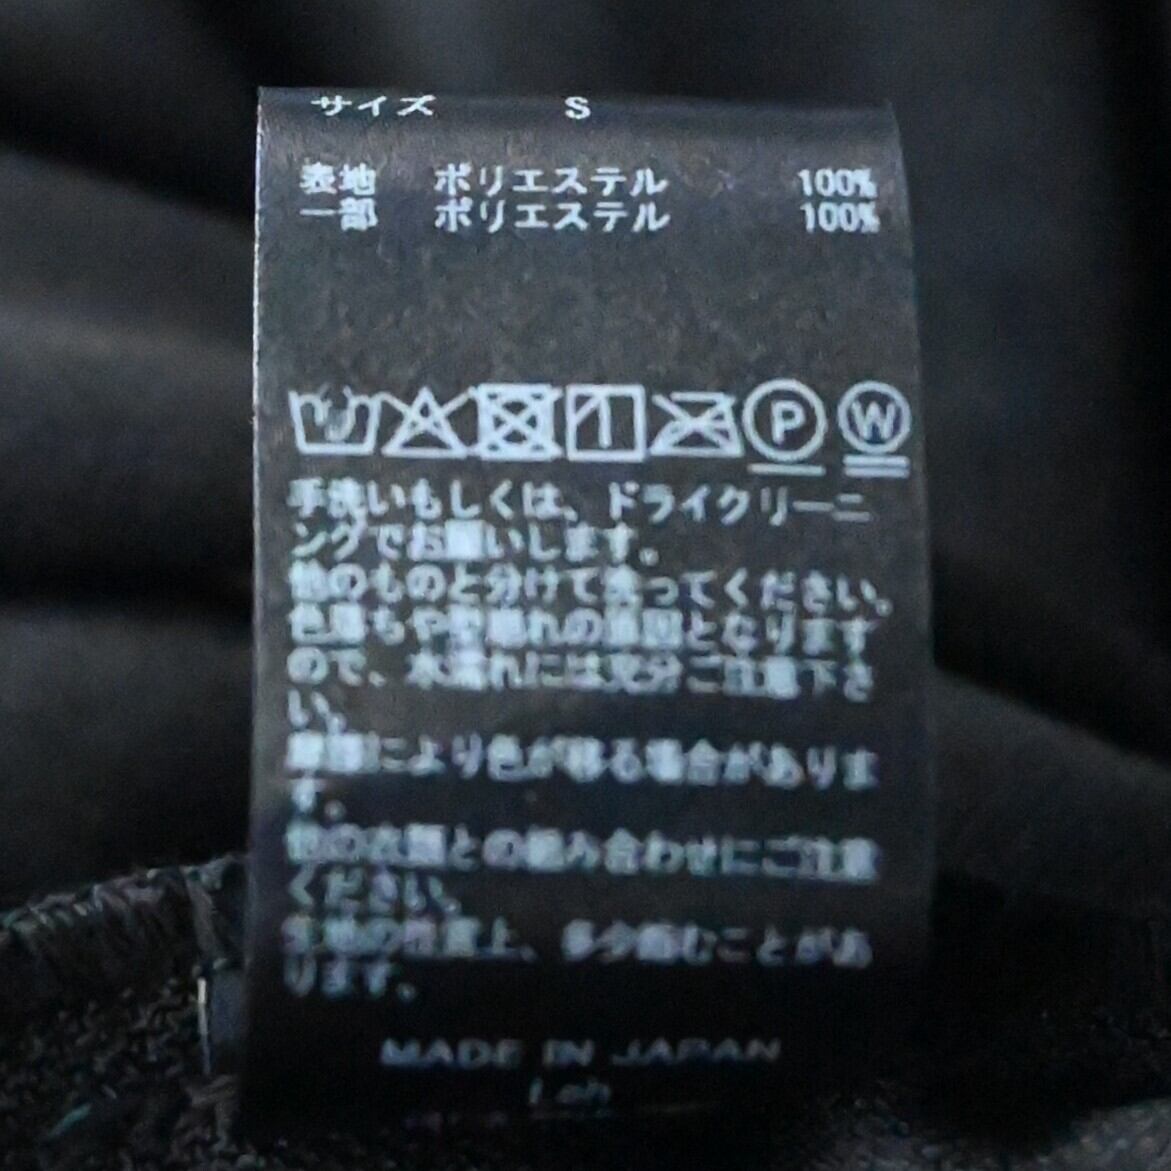 サイズ S
表地 ポリエステル 100%
一部 ポリエステル 100%
P W
手洗いもしくは、ドライクリーニ
ングでお願いします。
他のものと分けて洗ってください。
色落ちや型崩れの原因となります
ので、水濡れには充分ご注意下さ
い。
摩擦により色が移る場合がありま
す。
他の衣類との組み合わせにご注意
ください。
生地の性質上、多少縮むことがあ
ります。
MADE IN JAPAN